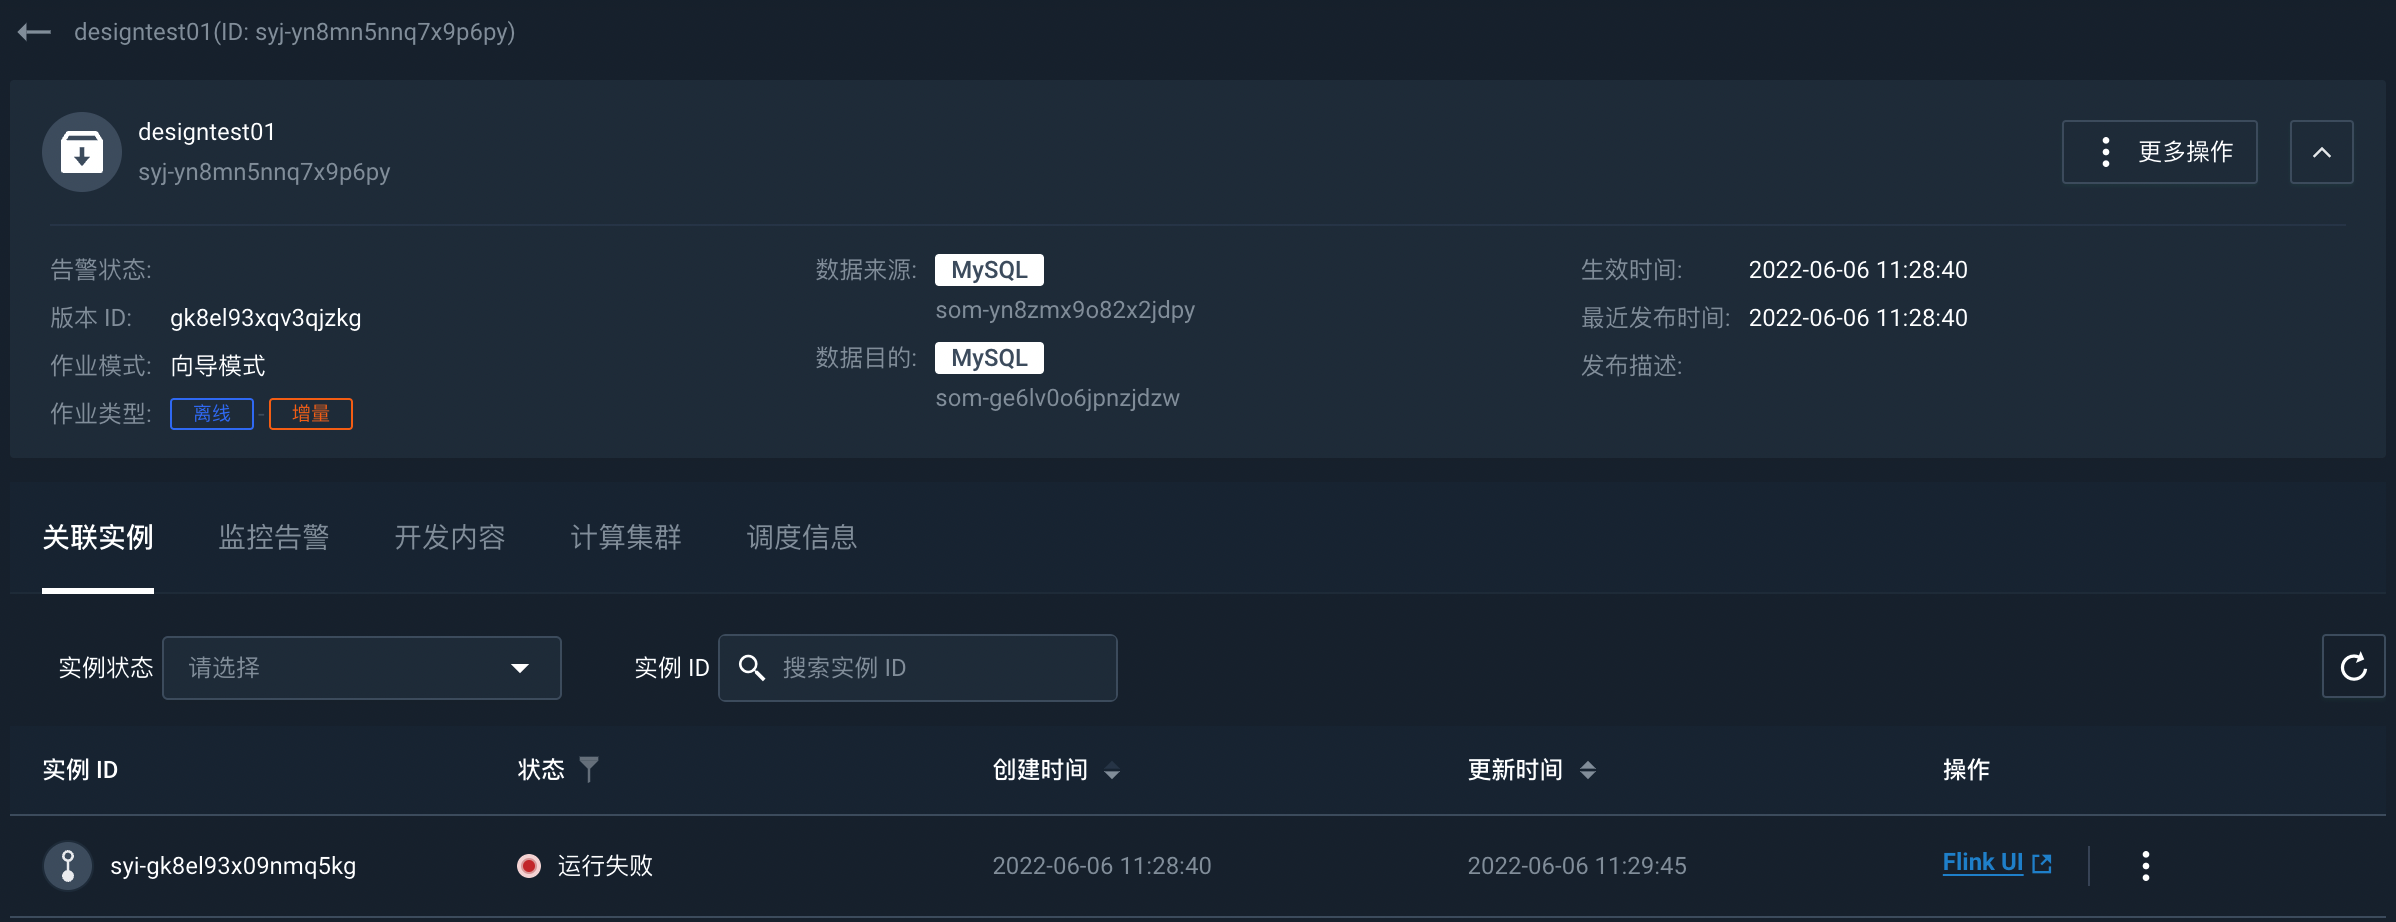 designtest01(ID: syj-yn8mn5nnq7x9p6py)
designtest01
syj-yn8mn5nnq7x9p6py
更多操作
告警状态:
版本 ID: gk8el93xqv3qjzkg
作业模式: 向导模式
作业类型: 离线 - 增量
数据来源: MySQL
som-yn8zmx9o82x2jdpy
数据目的: MySQL
som-ge6lv0o6jpnzjdzw
生效时间: 2022-06-06 11:28:40
最近发布时间: 2022-06-06 11:28:40
发布描述:
关联实例 监控告警 开发内容 计算集群 调度信息
实例状态 请选择 实例 ID 搜索实例 ID
实例 ID 状态 创建时间 更新时间 操作
syi-gk8el93x09nmq5kg 运行失败 2022-06-06 11:28:40 2022-06-06 11:29:45 Flink UI